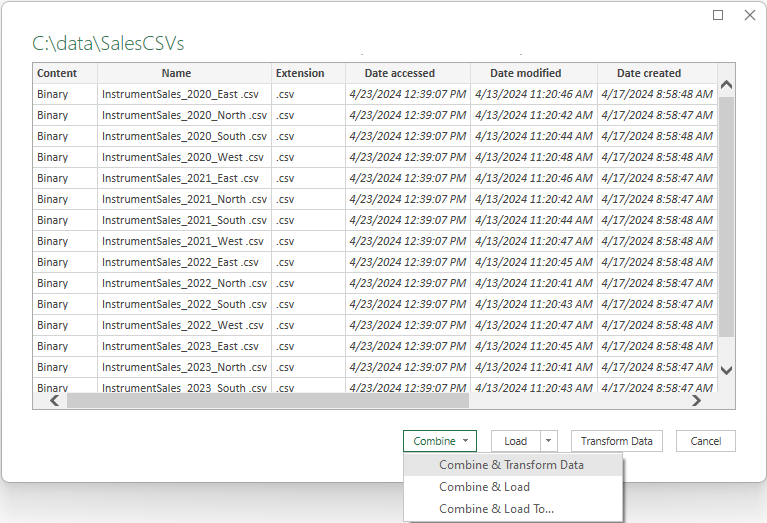 C:\data\SalesCSVs
Content Name Extension Date accessed Date modified Date created
Binary InstrumentSales_2020_East .csv .csv 4/23/2024 12:39:07 PM 4/13/2024 11:20:46 AM 4/17/2024 8:58:48 AM
Binary InstrumentSales_2020_North .csv .csv 4/23/2024 12:39:07 PM 4/13/2024 11:20:42 AM 4/17/2024 8:58:47 AM
Binary InstrumentSales_2020_South .csv .csv 4/23/2024 12:39:07 PM 4/13/2024 11:20:44 AM 4/17/2024 8:58:48 AM
Binary InstrumentSales_2020_West .csv .csv 4/23/2024 12:39:07 PM 4/13/2024 11:20:48 AM 4/17/2024 8:58:48 AM
Binary InstrumentSales_2021_East .csv .csv 4/23/2024 12:39:07 PM 4/13/2024 11:20:46 AM 4/17/2024 8:58:48 AM
Binary InstrumentSales_2021_North .csv .csv 4/23/2024 12:39:07 PM 4/13/2024 11:20:42 AM 4/17/2024 8:58:47 AM
Binary InstrumentSales_2021_South .csv .csv 4/23/2024 12:39:07 PM 4/13/2024 11:20:44 AM 4/17/2024 8:58:48 AM
Binary InstrumentSales_2021_West .csv .csv 4/23/2024 12:39:07 PM 4/13/2024 11:20:47 AM 4/17/2024 8:58:48 AM
Binary InstrumentSales_2022_East .csv .csv 4/23/2024 12:39:07 PM 4/13/2024 11:20:45 AM 4/17/2024 8:58:48 AM
Binary InstrumentSales_2022_North .csv .csv 4/23/2024 12:39:07 PM 4/13/2024 11:20:41 AM 4/17/2024 8:58:47 AM
Binary InstrumentSales_2022_South .csv .csv 4/23/2024 12:39:07 PM 4/13/2024 11:20:43 AM 4/17/2024 8:58:47 AM
Binary InstrumentSales_2022_West .csv .csv 4/23/2024 12:39:07 PM 4/13/2024 11:20:47 AM 4/17/2024 8:58:48 AM
Binary InstrumentSales_2023_East .csv .csv 4/23/2024 12:39:07 PM 4/13/2024 11:20:45 AM 4/17/2024 8:58:48 AM
Binary InstrumentSales_2023_North .csv .csv 4/23/2024 12:39:07 PM 4/13/2024 11:20:41 AM 4/17/2024 8:58:47 AM
Binary InstrumentSales_2023_South .csv .csv 4/23/2024 12:39:07 PM 4/13/2024 11:20:43 AM 4/17/2024 8:58:47 AM
Combine Load Transform Data Cancel
Combine & Transform Data
Combine & Load
Combine & Load To...